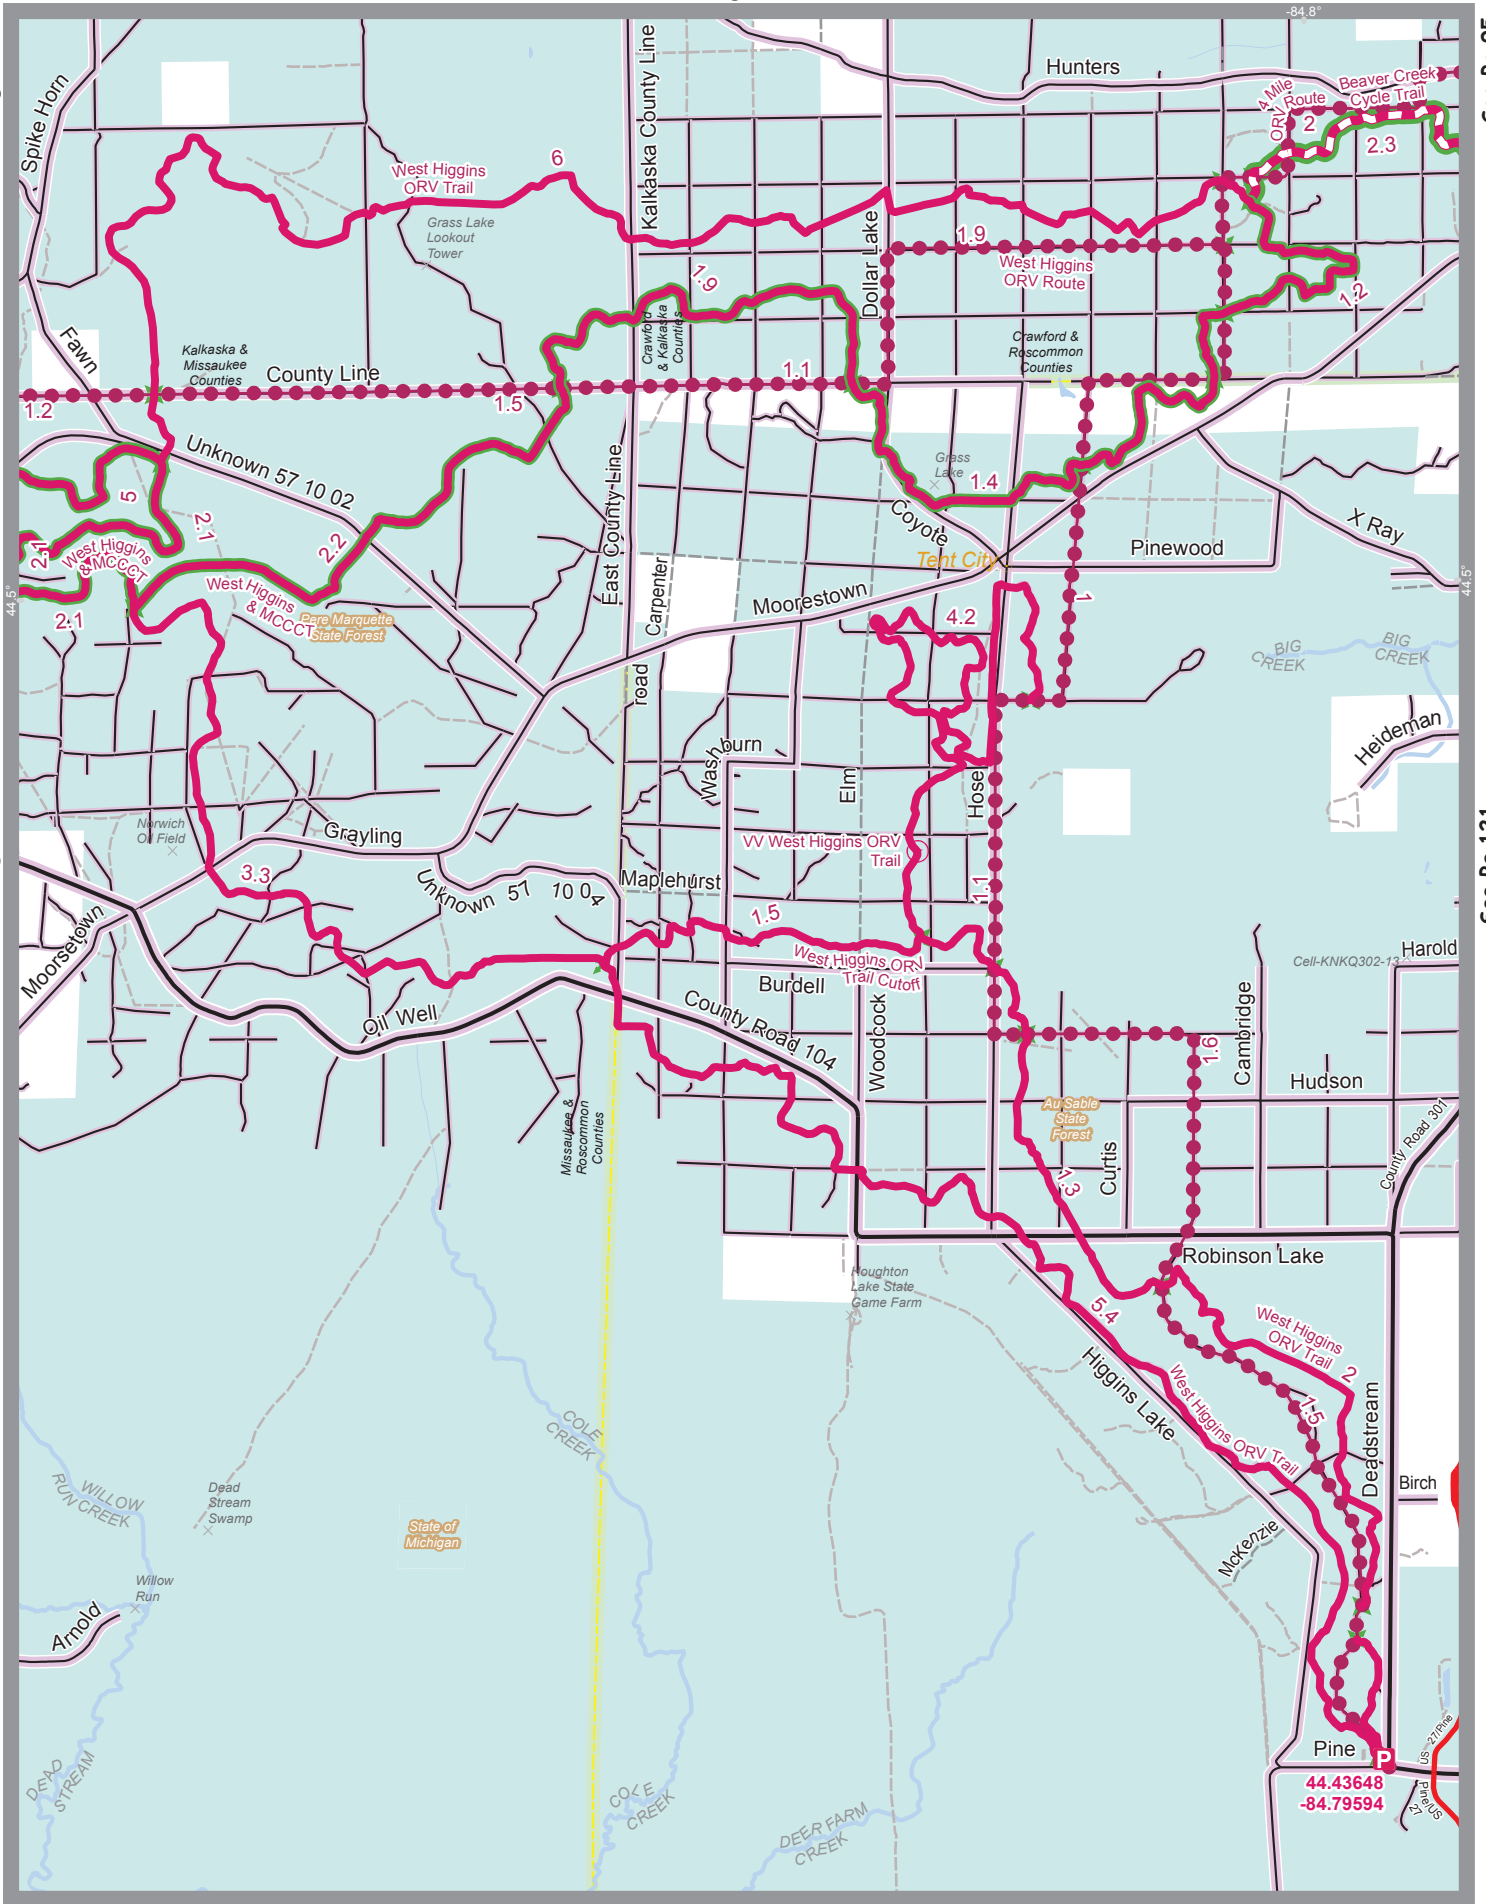 -84.8°
Hunters
Beaver Creek
Cycle Trail
4 Mile
ORV Route
2
2.3
Spike Horn
Kalkaska County Line
West Higgins
ORV Trail
6
Grass Lake
Lookout
Tower
Dollar Lake
1.9
West Higgins
ORV Route
1.9
1.2
Crawford
& Kalkaska
Counties
Crawford &
Roscommon
Counties
Fawn
Kalkaska &
Missaukee
Counties
County Line
1.1
1.2
1.5
Unknown 57 10 02
East County Line
Grass
Lake
1.4
Coyote
X Ray
5
2.1
2.2
Tent City
Pinewood
2.1
West Higgins
& MCCCT
44.5°
44.5°
West Higgins
& MCCCT
Pere Marquette
State Forest
2.1
Carpenter
Moorestown
4.2
1
BIG
CREEK
BIG
CREEK
road
Heideman
Washburn
Elm
Hose
Norwich
Oil Field
Grayling
VV West Higgins ORV
Trail
3.3
Unknown 57 10 04
Maplehurst
1.1
1.5
Moorsetown
West Higgins ORV
Trail Cutoff
Harold
Cell-KNKQ302-13
Burdell
Oil Well
County Road 104
Woodcock
1.6
Cambridge
Hudson
Missaukee &
Roscommon
Counties
Au Sable
State
Forest
County Road 301
Curtis
1.3
Robinson Lake
Houghton
Lake State
Game Farm
5.4
West Higgins
ORV Trail
2
Higgins Lake
West Higgins ORV Trail
1.5
Deadstream
COLE
CREEK
WILLOW
RUN CREEK
Dead
Stream
Swamp
State of
Michigan
Birch
McKenzie
Willow
Run
Arnold
DEAD
STREAM
COLE
CREEK
DEER FARM
CREEK
Pine
P
US 27/Pine
Pine/US
27
44.43648
-84.79594